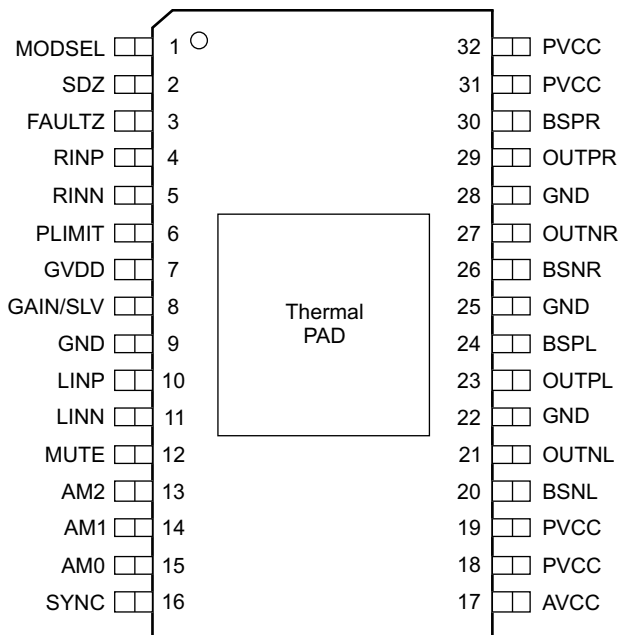 MODSEL 1 32 PVCC
SDZ 2 31 PVCC
FAULTZ 3 30 BSPR
RINP 4 29 OUTPR
RINN 5 28 GND
PLIMIT 6 27 OUTNR
GVDD 7 26 BSNR
GAIN/SLV 8 25 GND
Thermal
PAD
GND 9 24 BSPL
LINP 10 23 OUTPL
LINN 11 22 GND
MUTE 12 21 OUTNL
AM2 13 20 BSNL
AM1 14 19 PVCC
AM0 15 18 PVCC
SYNC 16 17 AVCC